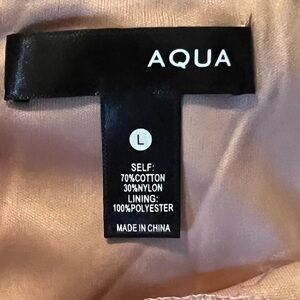 AQUA
L
SELF:
70%COTTON
30%NYLON
LINING:
100%POLYESTER
MADE IN CHINA